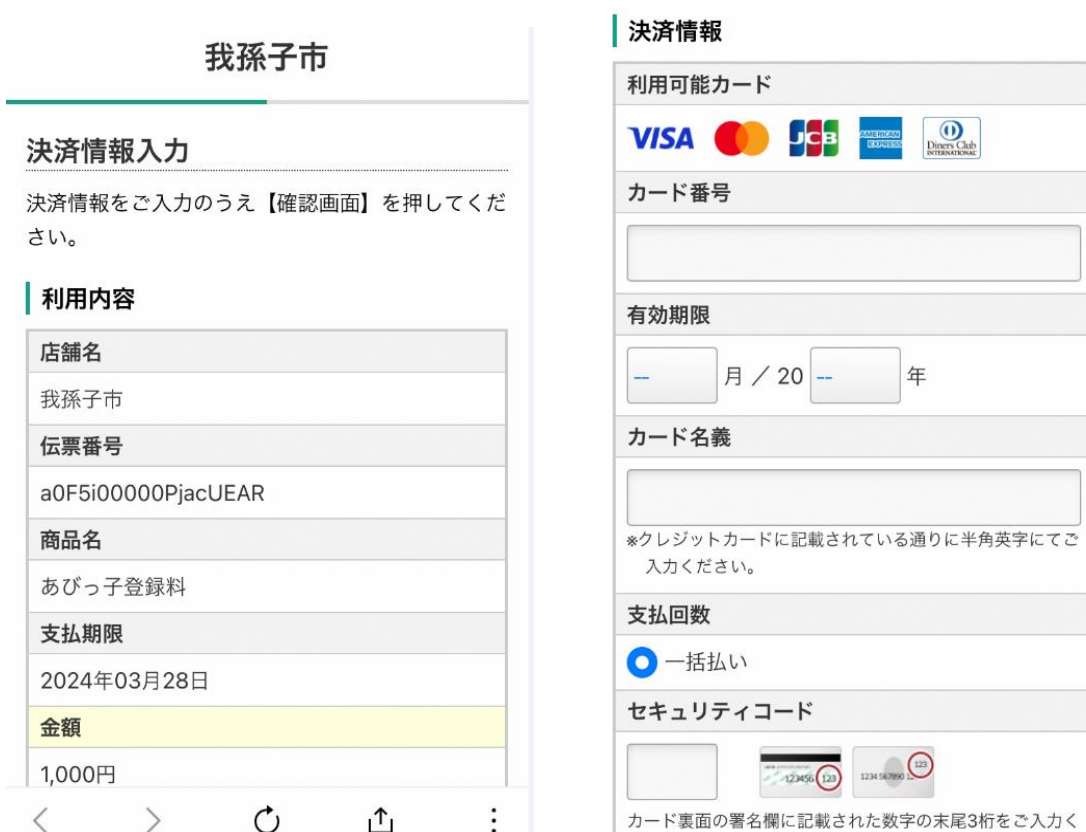 我孫子市
決済情報入力
決済情報をご入力のうえ【確認画面】を押してくだ
さい。
利用内容
店舗名
我孫子市
伝票番号
a0F5i00000PjacUEAR
商品名
あびっ子登録料
支払期限
2024年03月28日
金額
1,000円
決済情報
利用可能カード
VISA
JCB
AMERICAN
EXPRESS
Diners Club
INTERNATIONAL
カード番号
有効期限
-- 月 / 20 -- 年
カード名義
※クレジットカードに記載されている通りに半角英字にてご
入力ください。
支払回数
一括払い
セキュリティコード
123456 123
123
カード裏面の署名欄に記載された数字の末尾3桁をご入力く